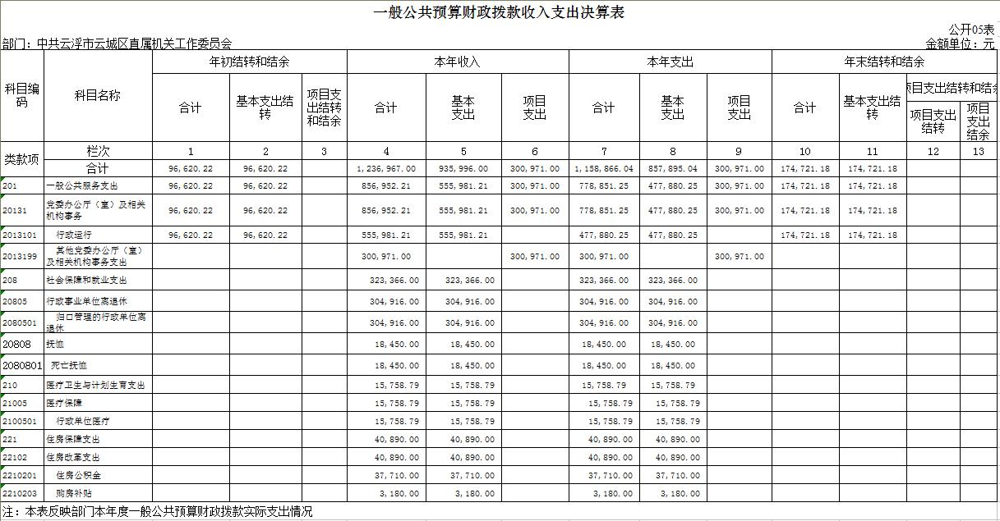 一般公共预算财政拨款收入支出决算表
公开05表
部门：中共云浮市云城区直属机关工作委员会 金额单位：元
科目编码 科目名称 年初结转和结余 本年收入 本年支出 年末结转和结余
合计 基本支出结转 项目支出结转和结余 合计 基本支出 项目支出 合计 基本支出 项目支出 合计 基本支出结转 项目支出结转和结余
项目支出结转 项目支出结余
类款项 栏次 1 2 3 4 5 6 7 8 9 10 11 12 13
合计 96,620.22 96,620.22 1,236,967.00 935,996.00 300,971.00 1,158,866.04 857,895.04 300,971.00 174,721.18 174,721.18
201 一般公共服务支出 96,620.22 96,620.22 856,952.21 555,981.21 300,971.00 778,851.25 477,880.25 300,971.00 174,721.18 174,721.18
20131 党委办公厅（室）及相关机构事务 96,620.22 96,620.22 856,952.21 555,981.21 300,971.00 778,851.25 477,880.25 300,971.00 174,721.18 174,721.18
2013101 行政运行 96,620.22 96,620.22 555,981.21 555,981.21 477,880.25 477,880.25 174,721.18 174,721.18
2013199 其他党委办公厅（室）及相关机构事务支出 300,971.00 300,971.00 300,971.00 300,971.00
208 社会保障和就业支出 323,366.00 323,366.00 323,366.00 323,366.00
20805 行政事业单位离退休 304,916.00 304,916.00 304,916.00 304,916.00
2080501 归口管理的行政单位离退休 304,916.00 304,916.00 304,916.00 304,916.00
20808 抚恤 18,450.00 18,450.00 18,450.00 18,450.00
2080801 死亡抚恤 18,450.00 18,450.00 18,450.00 18,450.00
210 医疗卫生与计划生育支出 15,758.79 15,758.79 15,758.79 15,758.79
21005 医疗保障 15,758.79 15,758.79 15,758.79 15,758.79
2100501 行政单位医疗 15,758.79 15,758.79 15,758.79 15,758.79
221 住房保障支出 40,890.00 40,890.00 40,890.00 40,890.00
22102 住房改革支出 40,890.00 40,890.00 40,890.00 40,890.00
2210201 住房公积金 37,710.00 37,710.00 37,710.00 37,710.00
2210203 购房补贴 3,180.00 3,180.00 3,180.00 3,180.00
注：本表反映部门本年度一般公共预算财政拨款实际支出情况